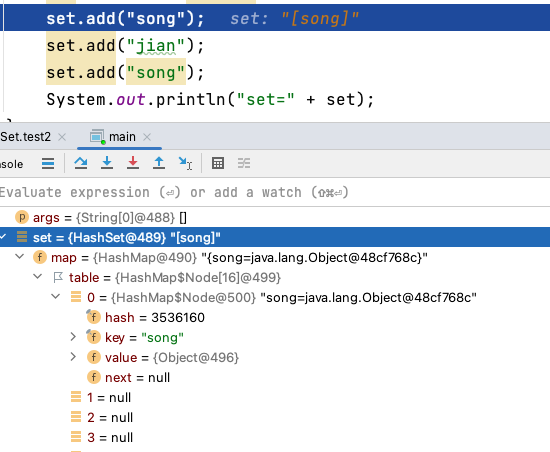 set.add("song");   set: "[song]"
set.add("jian");
set.add("song");
System.out.println("set=" + set);
Set.test2 × main ×
sole
Evaluate expression (⏎) or add a watch (⇧⌘⏎)
p args = {String[0]@488} []
set = {HashSet@489} "[song]"
f map = {HashMap@490} "{song=java.lang.Object@48cf768c}"
table = {HashMap$Node[16]@499}
0 = {HashMap$Node@500} "song=java.lang.Object@48cf768c"
f hash = 3536160
f key = "song"
f value = {Object@496}
f next = null
1 = null
2 = null
3 = null